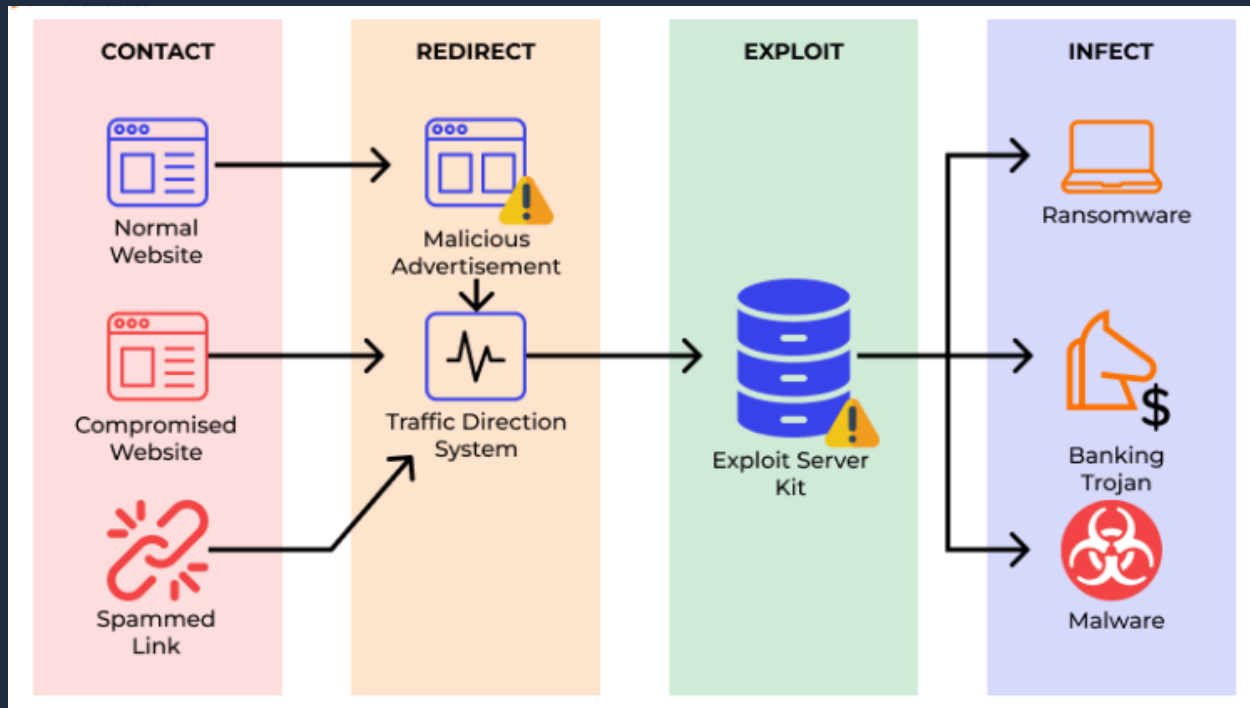 CONTACT
REDIRECT
EXPLOIT
INFECT
Normal
Website
Malicious
Advertisement
Ransomware
Compromised
Website
Traffic Direction
System
Exploit Server
Kit
Banking
Trojan
$
Spammed
Link
Malware